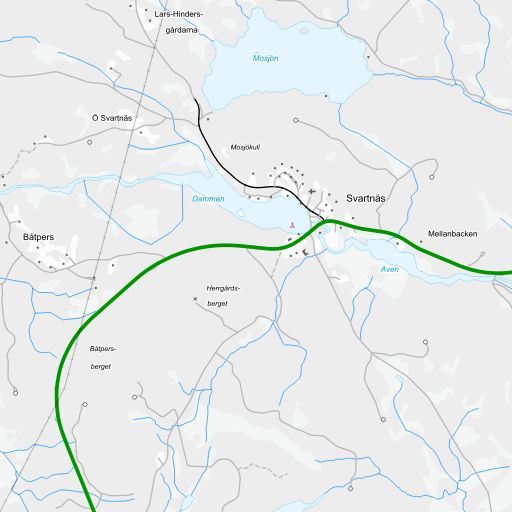 Lars-Hinders-
gårdarna
Mosjön
Ö Svartnäs
Mosjökull
Dammen
Svartnäs
Båtpers
Mellanbacken
Aven
Herrgårds-
berget
Båtpers-
berget